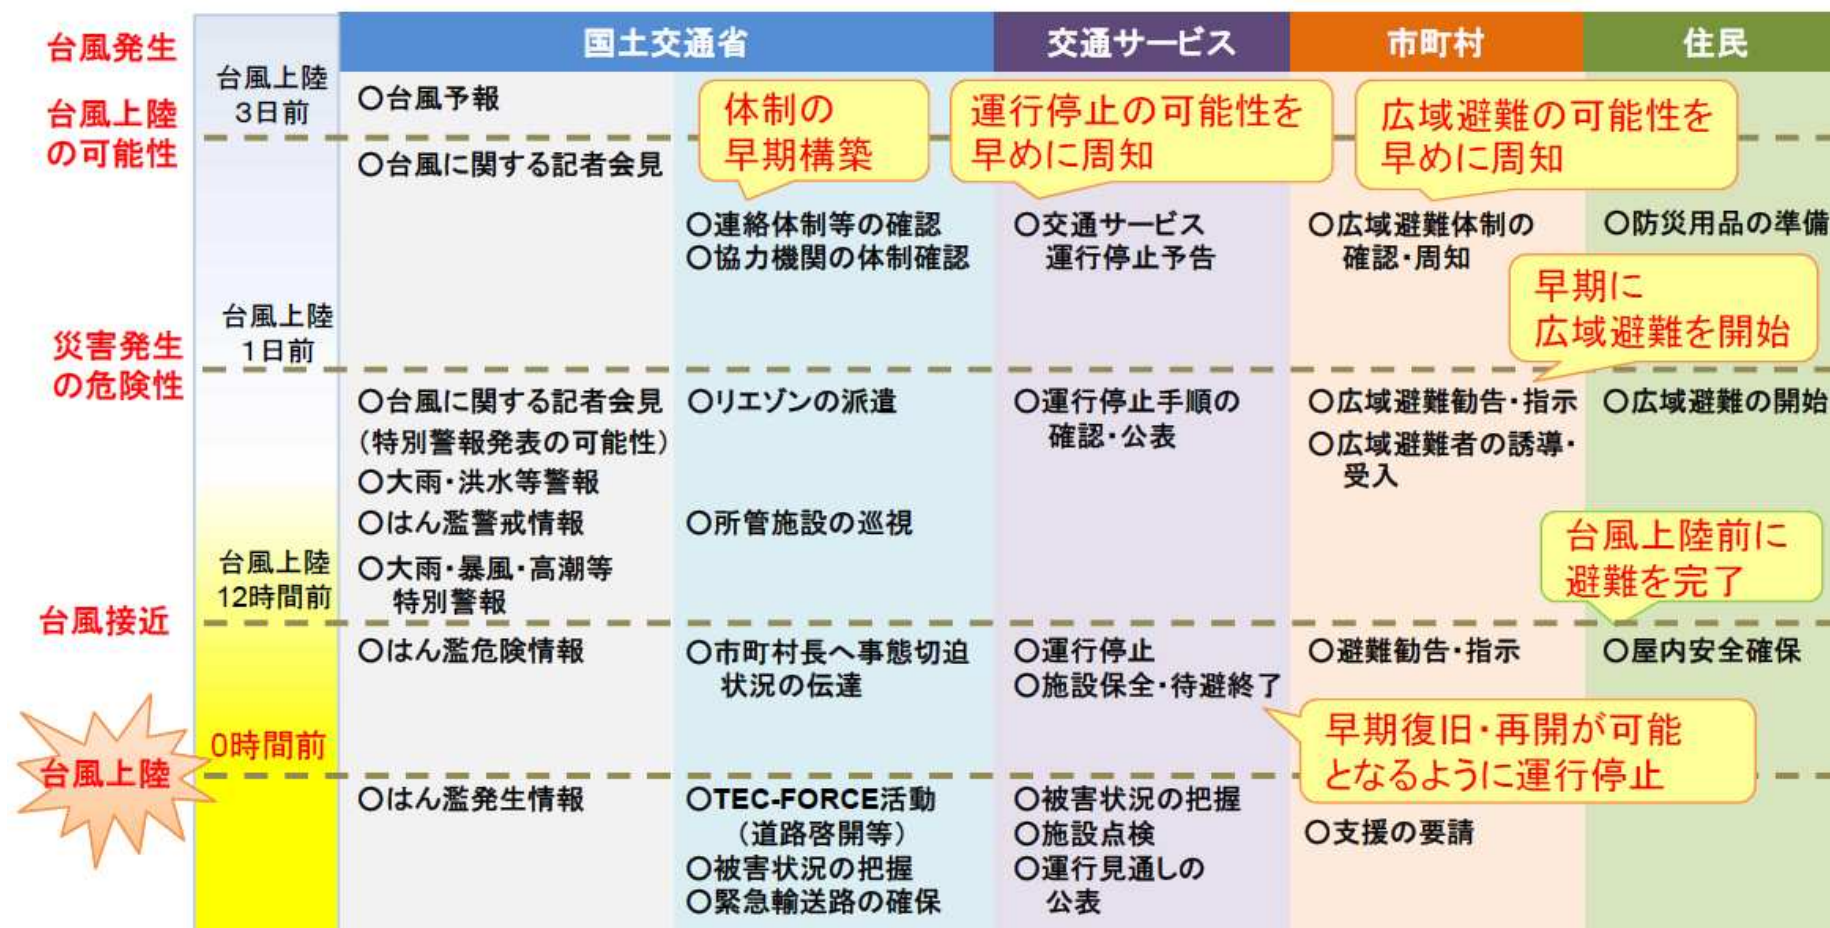 台風発生
台風上陸
の可能性
災害発生
の危険性
台風接近
台風上陸
台風上陸
3日前
台風上陸
1日前
台風上陸
12時間前
0時間前
国土交通省
○台風予報
○台風に関する記者会見
○台風に関する記者会見
(特別警報発表の可能性)
○大雨・洪水等警報
○はん濫警戒情報
○大雨・暴風・高潮等
特別警報
○はん濫危険情報
○はん濫発生情報
体制の
早期構築
○連絡体制等の確認
○協力機関の体制確認
○リエゾンの派遣
○所管施設の巡視
○市町村長へ事態切迫
状況の伝達
○TEC-FORCE活動
(道路啓開等)
○被害状況の把握
○緊急輸送路の確保
交通サービス
運行停止の可能性を
早めに周知
○交通サービス
運行停止予告
○運行停止手順の
確認・公表
○運行停止
○施設保全・待避終了
早期復旧・再開が可能
となるように運行停止
○被害状況の把握
○施設点検
○運行見通しの
公表
市町村
広域避難の可能性を
早めに周知
○広域避難体制の
確認・周知
早期に
広域避難を開始
○広域避難勧告・指示
○広域避難者の誘導・
受入
○避難勧告・指示
○支援の要請
住民
○防災用品の準備
○広域避難の開始
台風上陸前に
避難を完了
○屋内安全確保